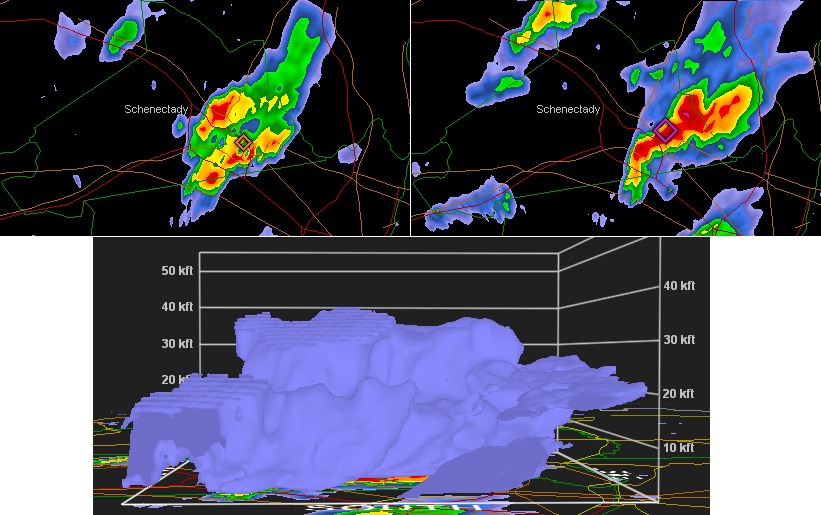 Schenectady
Schenectady
50 kft
40 kft
40 kft
30 kft
30 kft
20 k
20 kft
10 kft